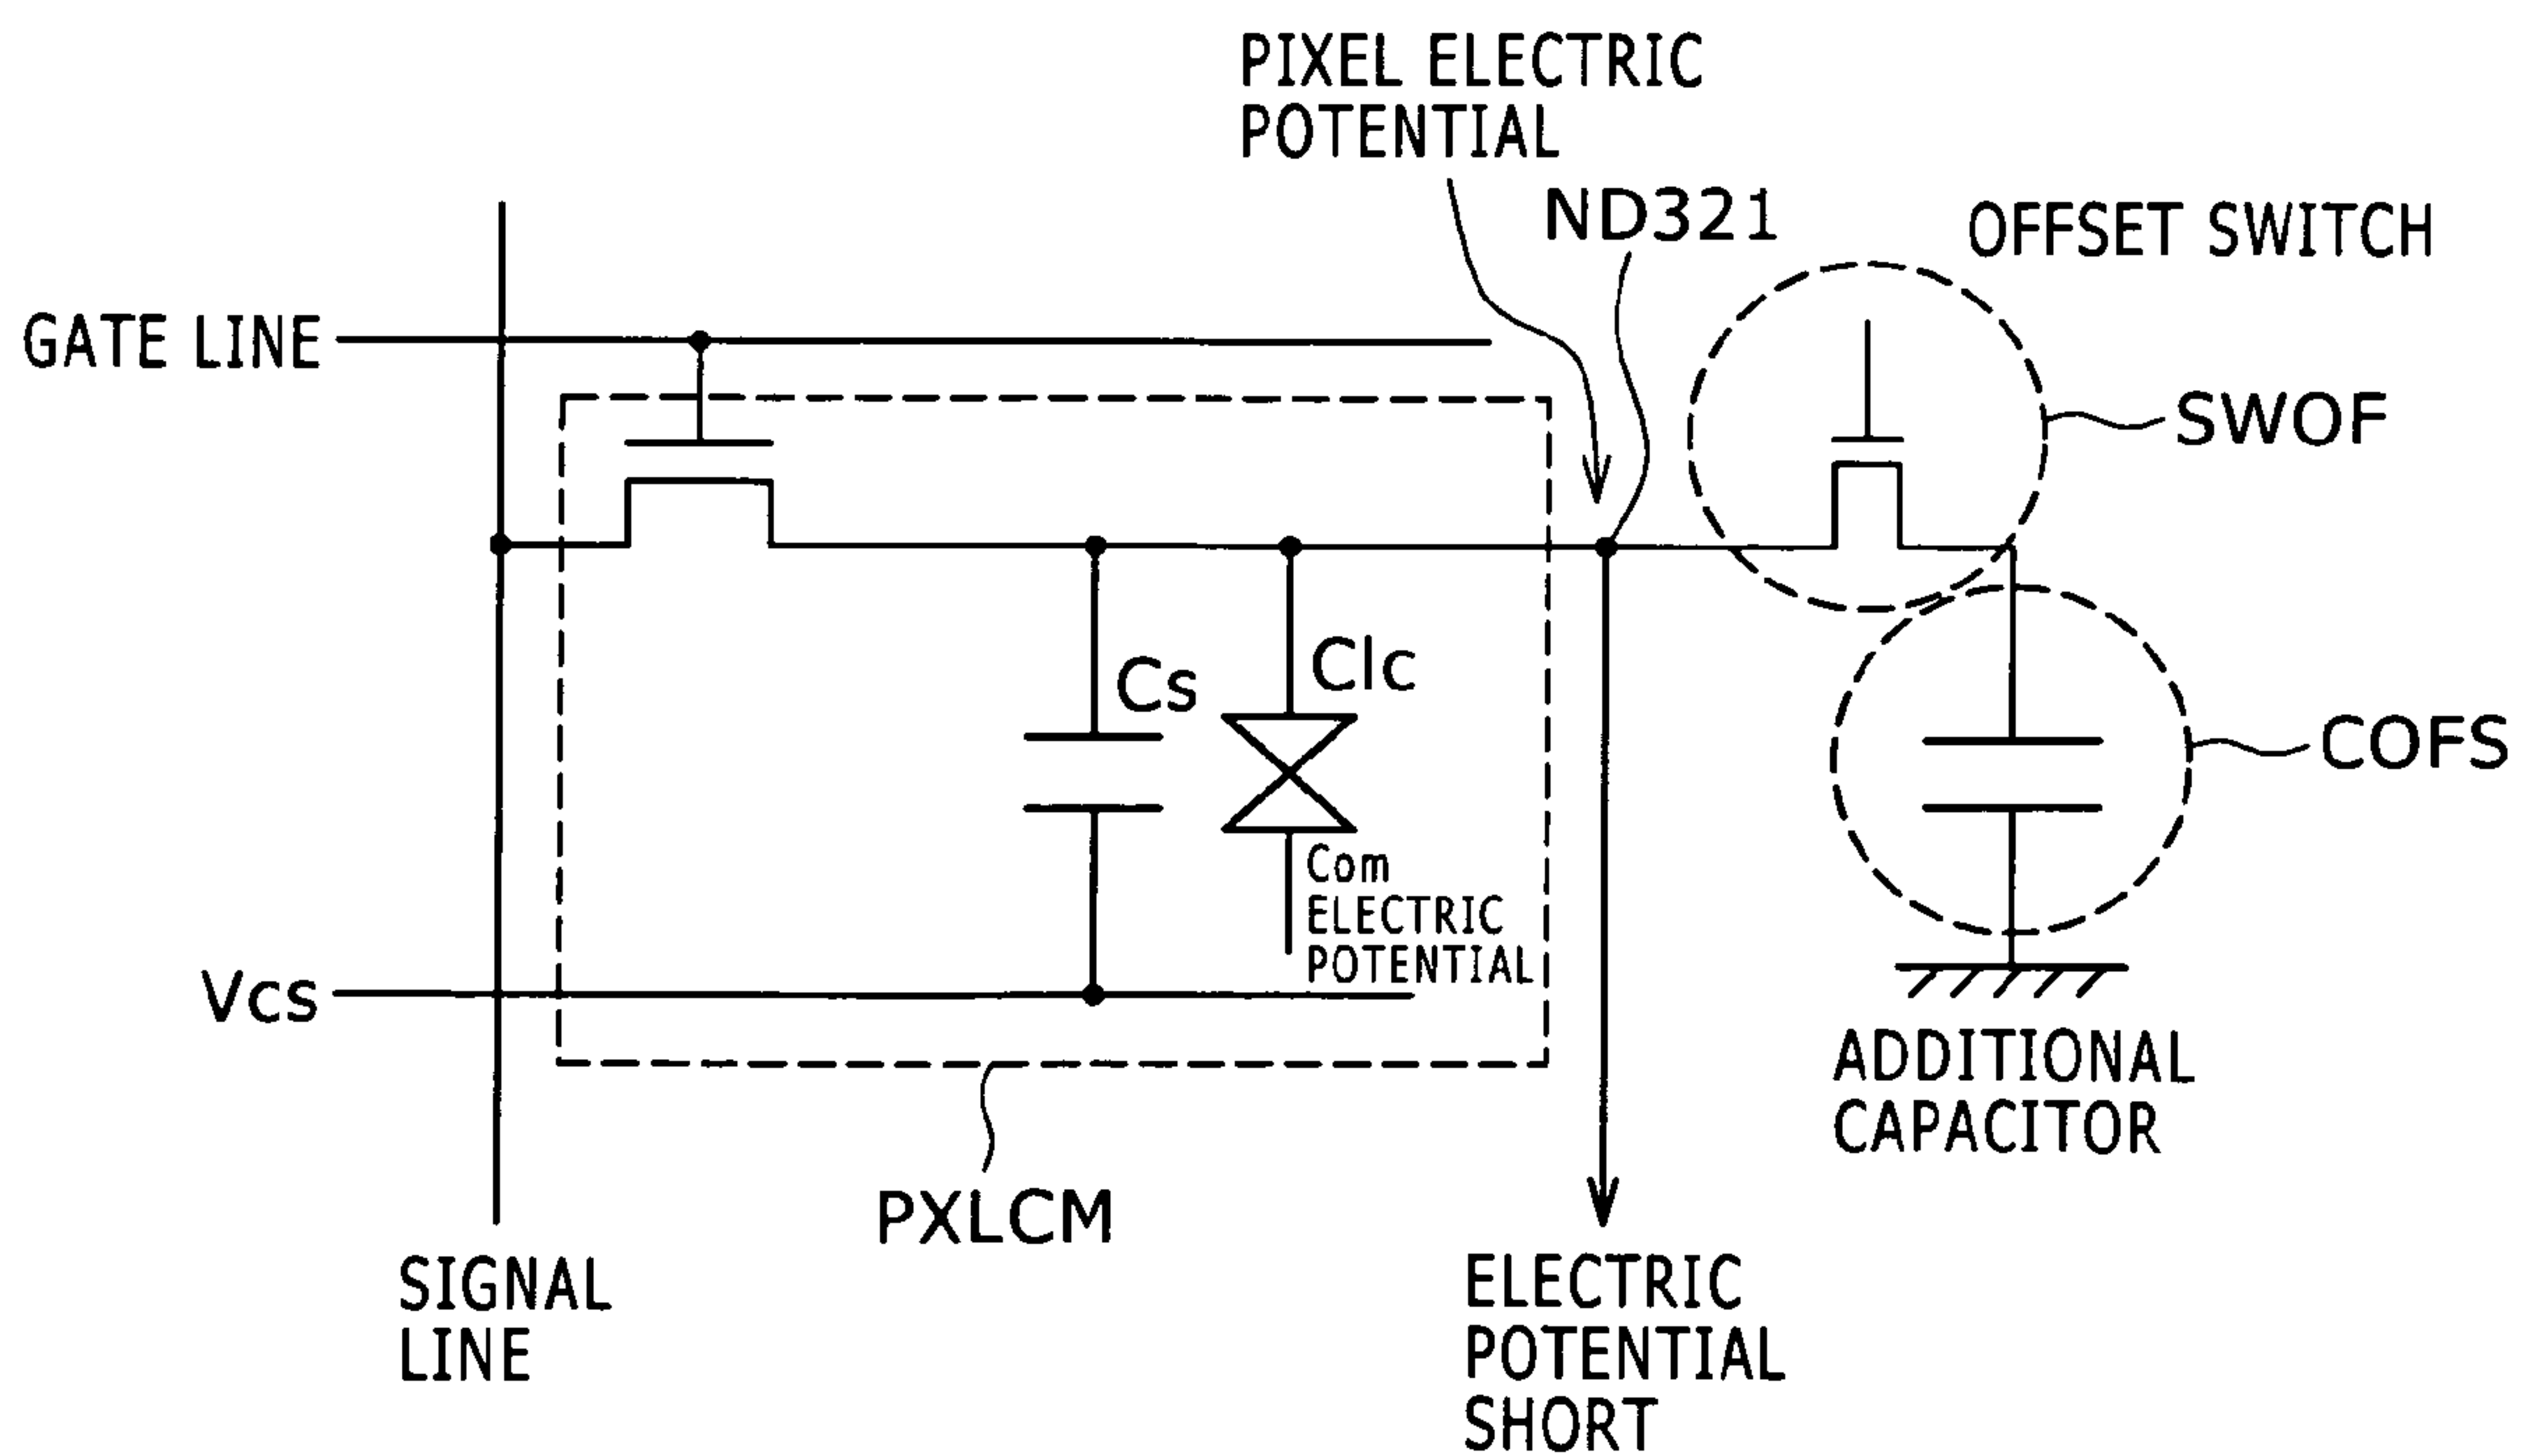 PIXEL ELECTRIC
POTENTIAL
ND321
OFFSET SWITCH
GATE LINE
SWOF
Cs
Clc
COFS
Com
ELECTRIC
POTENTIAL
Vcs
ADDITIONAL
CAPACITOR
PXLCM
SIGNAL
LINE
ELECTRIC
POTENTIAL
SHORT